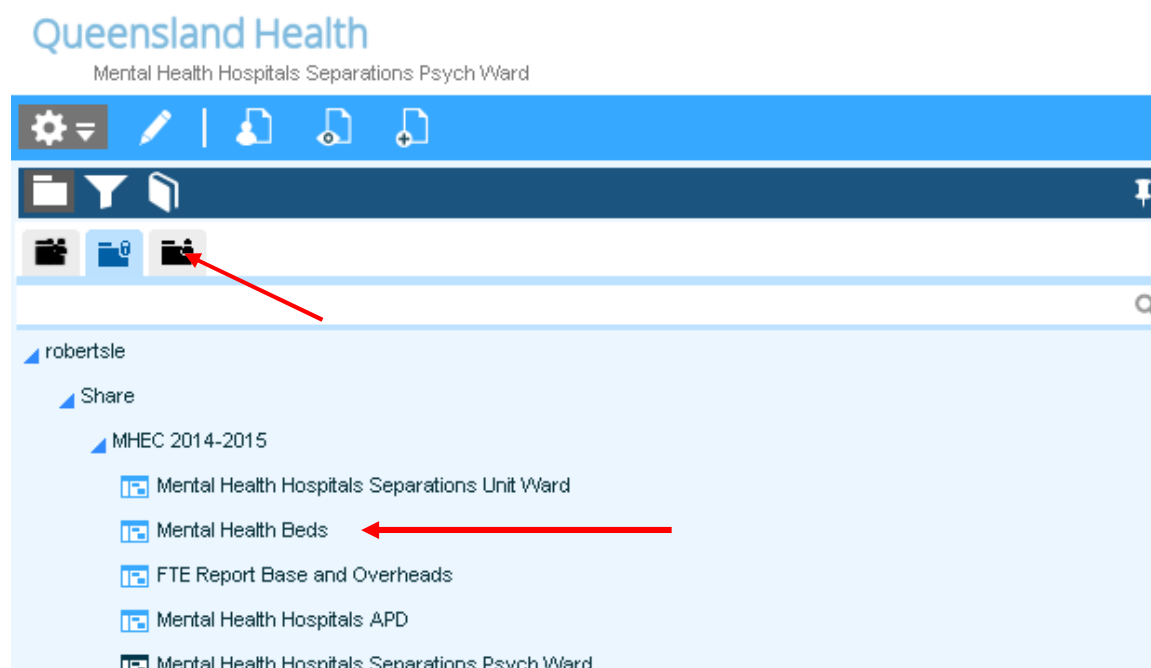 Queensland Health
Mental Health Hospitals Separations Psych Ward
robertsle
Share
MHEC 2014-2015
Mental Health Hospitals Separations Unit Ward
Mental Health Beds
FTE Report Base and Overheads
Mental Health Hospitals APD
Mental Health Hospitals Separations Psych Ward